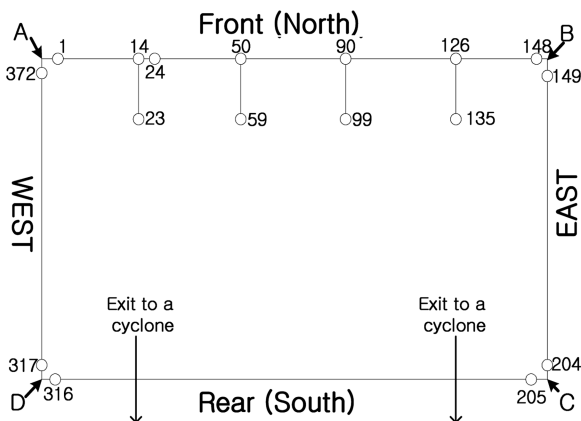 Front (North)
A
1
14
50
90
126
148
B
372
24
149
23
59
99
135
WEST
EAST
Exit to a
cyclone
Exit to a
cyclone
317
204
D
316
Rear (South)
205
C